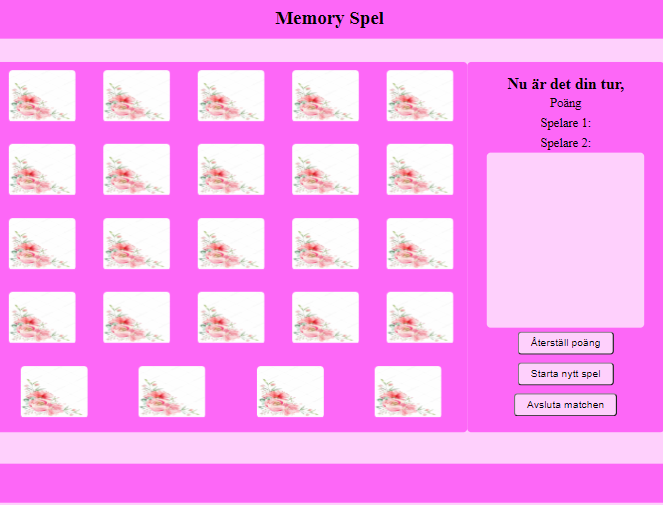 Memory Spel
Nu är det din tur,
Poäng
Spelare 1:
Spelare 2:
Återställ poäng
Starta nytt spel
Avsluta matchen